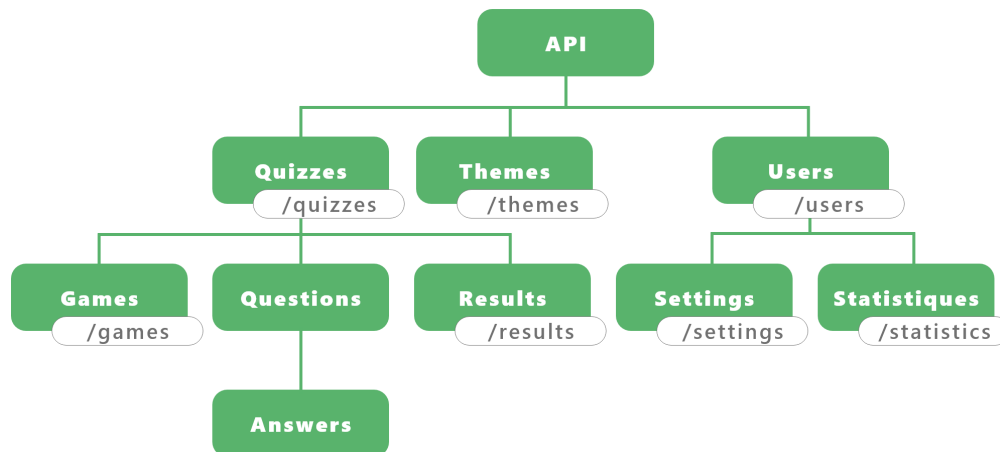 API
Quizzes
/quizzes
Themes
/themes
Users
/users
Games
/games
Questions
Results
/results
Settings
/settings
Statistiques
/statistics
Answers